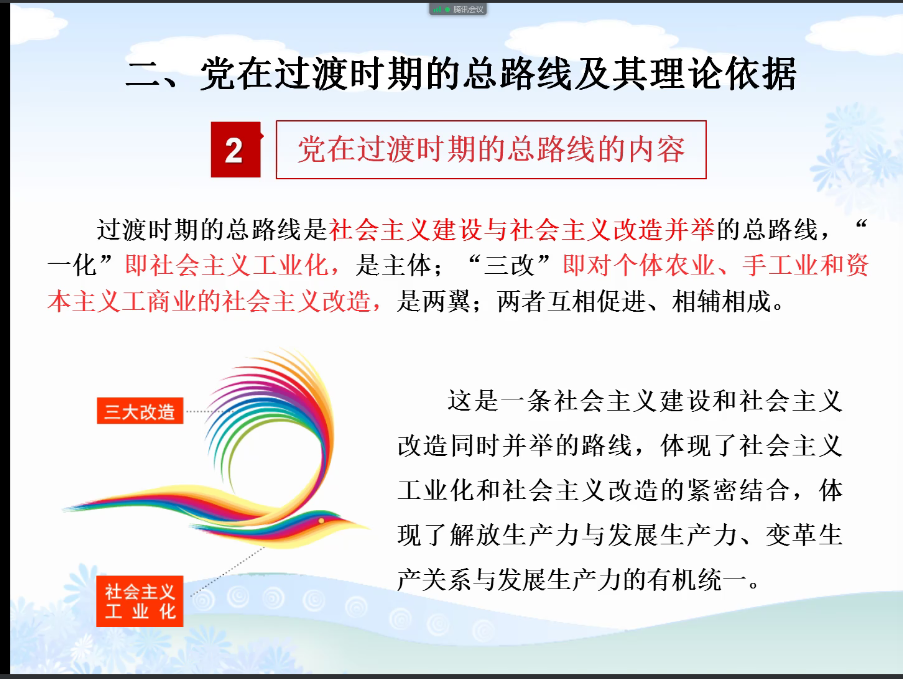 腾讯会议
二、党在过渡时期的总路线及其理论依据
2
党在过渡时期的总路线的内容
过渡时期的总路线是社会主义建设与社会主义改造并举的总路线，“
一化”即社会主义工业化，是主体；“三改”即对个体农业、手工业和资
本主义工商业的社会主义改造，是两翼；两者互相促进、相辅相成。
三大改造
这是一条社会主义建设和社会主义
改造同时并举的路线，体现了社会主义
工业化和社会主义改造的紧密结合，体
现了解放生产力与发展生产力、变革生
产关系与发展生产力的有机统一。
社会主义
工 业 化